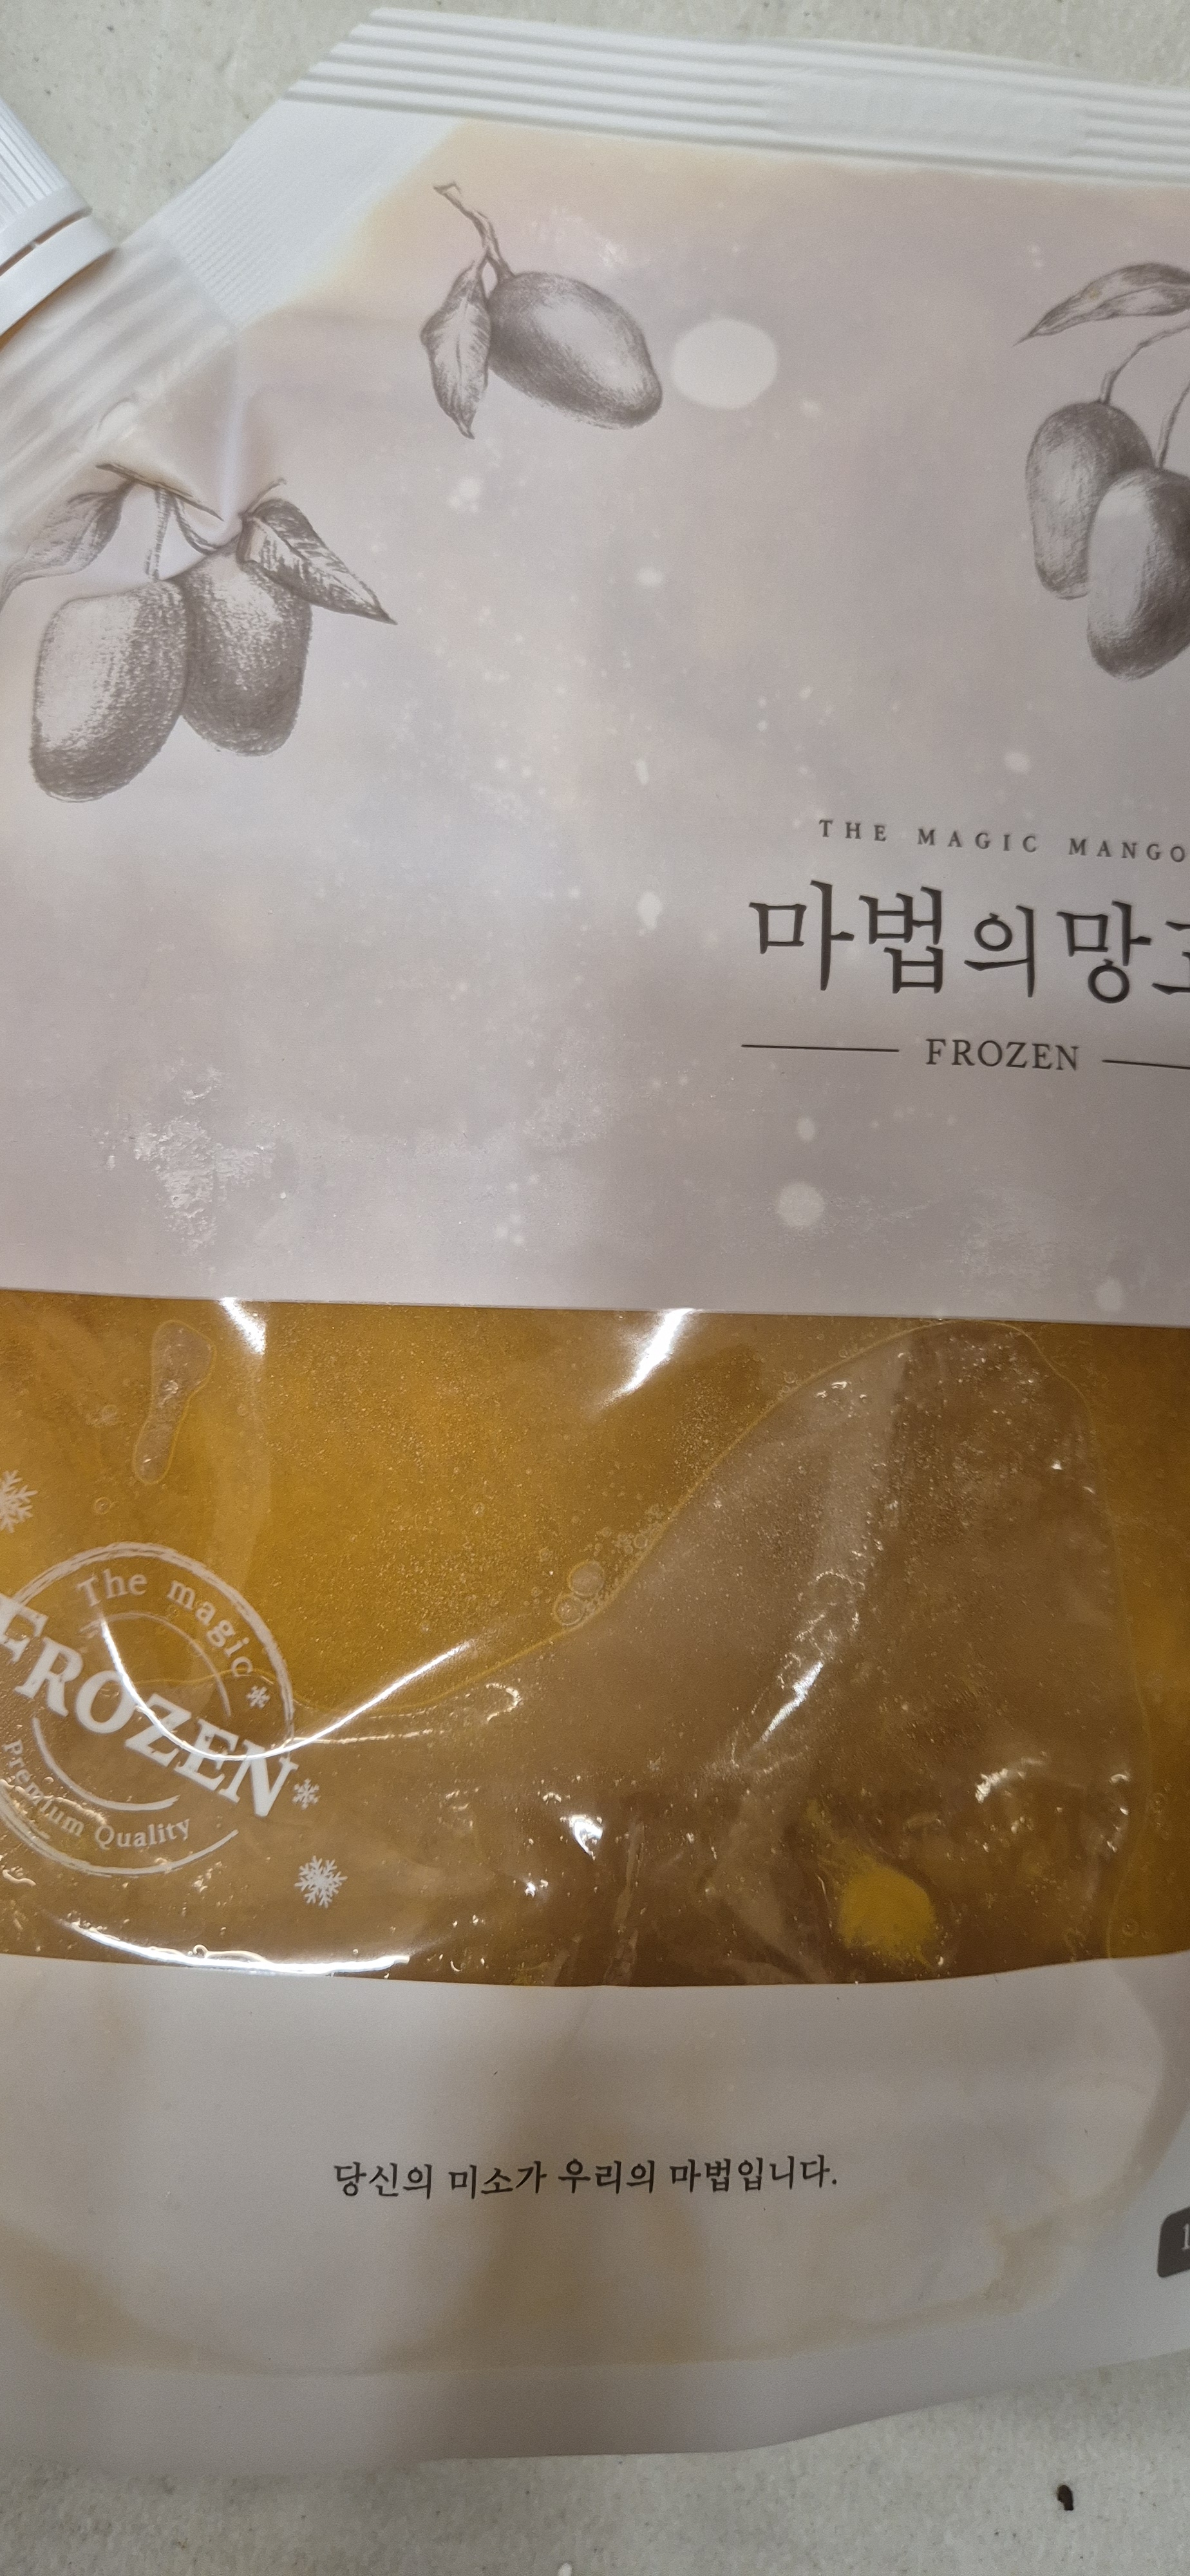 THE MAGIC MANGO
마법의망고
FROZEN
The magic
FROZEN
Premium Quality
당신의 미소가 우리의 마법입니다.